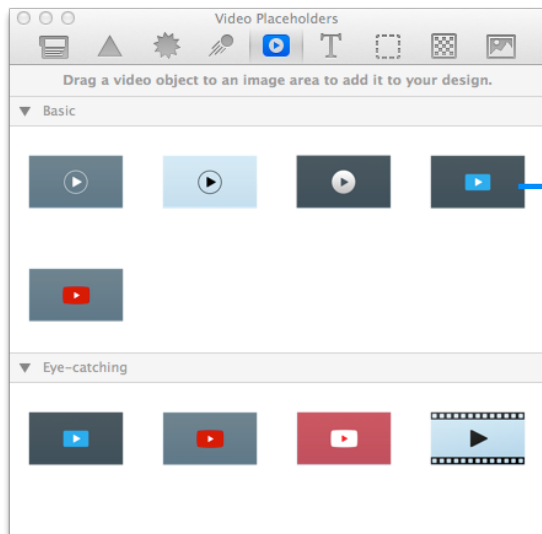 Video Placeholders
T
Drag a video object to an image area to add it to your design.
Basic
Eye-catching